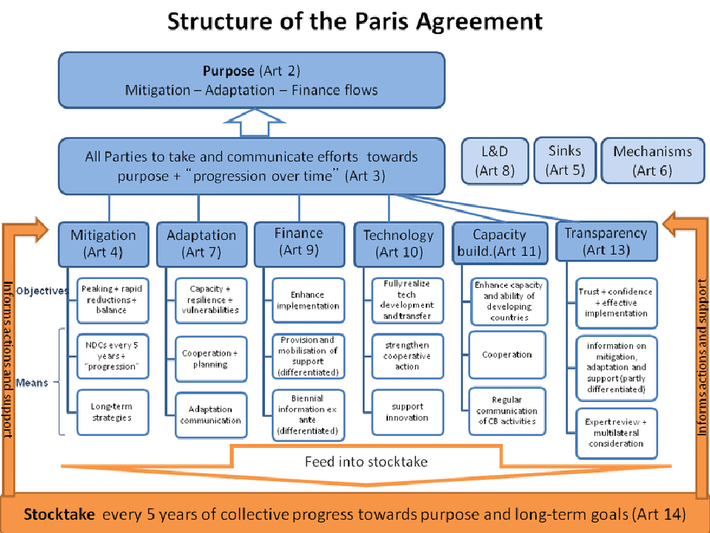 Structure of the Paris Agreement
Purpose (Art 2)
Mitigation – Adaptation – Finance flows
All Parties to take and communicate efforts towards
purpose + “progression over time” (Art 3)
L&D
(Art 8)
Sinks
(Art 5)
Mechanisms
(Art 6)
Mitigation
(Art 4)
Adaptation
(Art 7)
Finance
(Art 9)
Technology
(Art 10)
Capacity
build.(Art 11)
Transparency
(Art 13)
Objectives
Peaking + rapid
reductions +
balance
Capacity +
resilience +
vulnerabilities
Enhance
implementation
Fully realize
tech
development
and transfer
Enhance capacity
and ability of
developing
countries
Trust + confidence
+ effective
implementation
Means
NDCs every 5
years +
“progression”
Cooperation +
planning
Provision and
mobilisation of
support
(differentiated)
strengthen
cooperative
action
Cooperation
information on
mitigation,
adaptation and
support(partly
differentiated)
Long-term
strategies
Adaptation
communication
Biennial
information ex
ante
(differentiated)
support
innovation
Regular
communication
of CB activities
Expert review +
multilateral
consideration
Informs actions and support
Informs actions and support
Feed into stocktake
Stocktake every 5 years of collective progress towards purpose and long-term goals (Art 14)